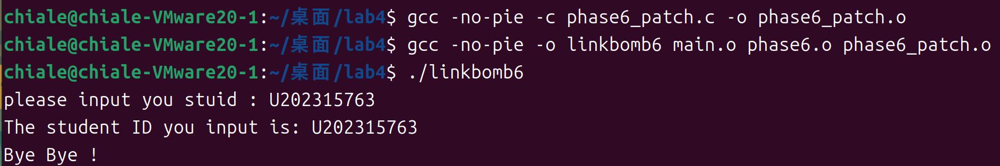 chiale@chiale-VMware20-1:~/桌面/lab4$ gcc -no-pie -c phase6_patch.c -o phase6_patch.o
chiale@chiale-VMware20-1:~/桌面/lab4$ gcc -no-pie -o linkbomb6 main.o phase6.o phase6_patch.o
chiale@chiale-VMware20-1:~/桌面/lab4$ ./linkbomb6
please input you stuid : U202315763
The student ID you input is: U202315763
Bye Bye !